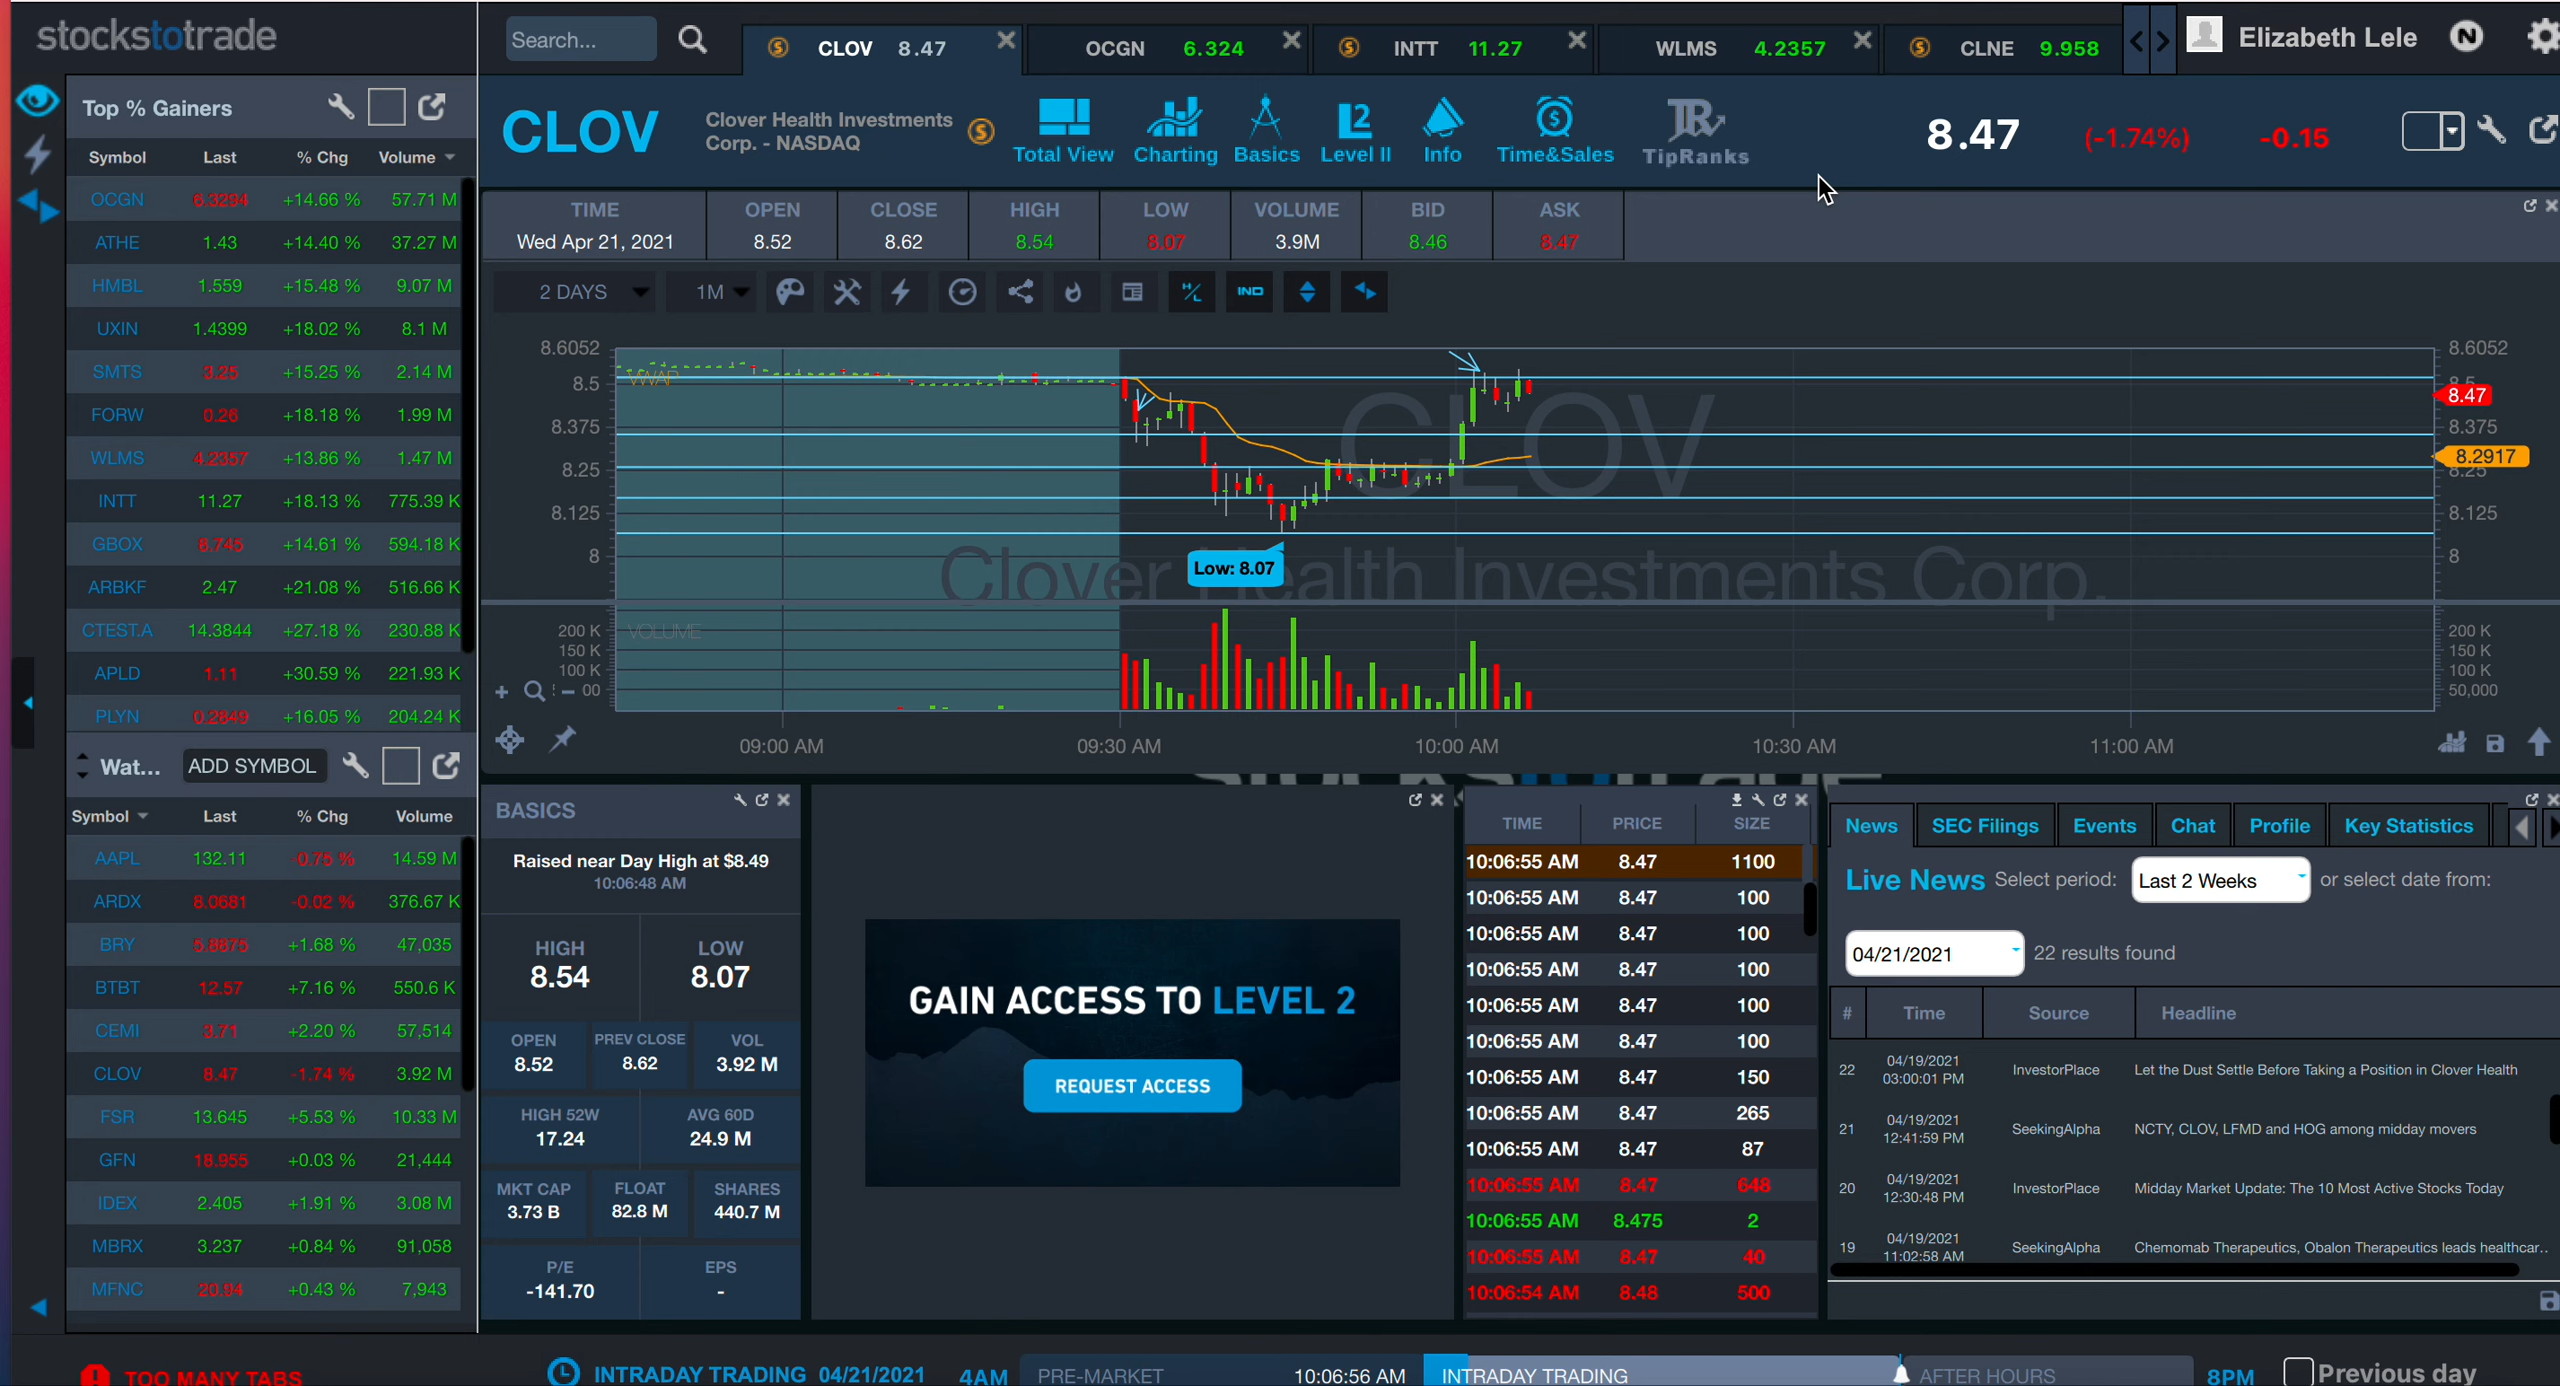 stockstotrade
Search...
CLOV 8.47
OCGN 6.324
INTT 11.27
WLMS 4.2357
CLNE 9.958
Elizabeth Lele
N
Top % Gainers
Symbol Last % Chg Volume
OCGN 6.3294 +14.66 % 57.71 M
ATHE 1.43 +14.40 % 37.27 M
HMBL 1.559 +15.48 % 9.07 M
UXIN 1.4399 +18.02 % 8.1 M
SMTS 3.25 +15.25 % 2.14 M
FORW 0.26 +18.18 % 1.99 M
WLMS 4.2357 +13.86 % 1.47 M
INTT 11.27 +18.13 % 775.39 K
GBOX 8.745 +14.61 % 594.18 K
ARBKF 2.47 +21.08 % 516.66 K
CTEST.A 14.3844 +27.18 % 230.88 K
APLD 1.11 +30.59 % 221.93 K
PLYN 0.2849 +16.05 % 204.24 K
Wat... ADD SYMBOL
Symbol Last % Chg Volume
AAPL 132.11 -0.75 % 14.59 M
ARDX 8.0681 -0.02 % 376.67 K
BRY 5.8875 +1.68 % 47,035
BTBT 12.57 +7.16 % 550.6 K
CEMI 3.71 +2.20 % 57,514
CLOV 8.47 -1.74 % 3.92 M
FSR 13.645 +5.53 % 10.33 M
GFN 18.955 +0.03 % 21,444
IDEX 2.405 +1.91 % 3.08 M
MBRX 3.237 +0.84 % 91,058
MFNC 20.94 +0.43 % 7,943
TOO MANY TABS
CLOV
Clover Health Investments
Corp. - NASDAQ
Total View
Charting
Basics
L2
Level II
Info
Time&Sales
TR
TipRanks
8.47 (-1.74%) -0.15
TIME OPEN CLOSE HIGH LOW VOLUME BID ASK
Wed Apr 21, 2021 8.52 8.62 8.54 8.07 3.9M 8.46 8.47
2 DAYS 1M H/L IND
VWAP
CLOV
Clover Health Investments Corp.
8.6052
8.5
8.375
8.25
8.125
8
8.6052
8.5
8.47
8.375
8.2917
8.25
8.125
8
Low: 8.07
VOLUME
200 K
150 K
100 K
00
200 K
150 K
100 K
50,000
09:00 AM 09:30 AM 10:00 AM 10:30 AM 11:00 AM
BASICS
Raised near Day High at $8.49
10:06:48 AM
HIGH LOW
8.54 8.07
OPEN PREV CLOSE VOL
8.52 8.62 3.92 M
HIGH 52W AVG 60D
17.24 24.9 M
MKT CAP FLOAT SHARES
3.73 B 82.8 M 440.7 M
P/E EPS
-141.70 -
GAIN ACCESS TO LEVEL 2
REQUEST ACCESS
TIME PRICE SIZE
10:06:55 AM 8.47 1100
10:06:55 AM 8.47 100
10:06:55 AM 8.47 100
10:06:55 AM 8.47 100
10:06:55 AM 8.47 100
10:06:55 AM 8.47 100
10:06:55 AM 8.47 150
10:06:55 AM 8.47 265
10:06:55 AM 8.47 87
10:06:55 AM 8.47 648
10:06:55 AM 8.475 2
10:06:55 AM 8.47 40
10:06:54 AM 8.48 500
News SEC Filings Events Chat Profile Key Statistics
Live News Select period: Last 2 Weeks or select date from:
04/21/2021 22 results found
# Time Source Headline
22 04/19/2021 03:00:01 PM InvestorPlace Let the Dust Settle Before Taking a Position in Clover Health
21 04/19/2021 12:41:59 PM SeekingAlpha NCTY, CLOV, LFMD and HOG among midday movers
20 04/19/2021 12:30:48 PM InvestorPlace Midday Market Update: The 10 Most Active Stocks Today
19 04/19/2021 11:02:58 AM SeekingAlpha Chemomab Therapeutics, Obalon Therapeutics leads healthcar..
INTRADAY TRADING 04/21/2021 4AM PRE-MARKET 10:06:56 AM INTRADAY TRADING AFTER HOURS 8PM Previous day